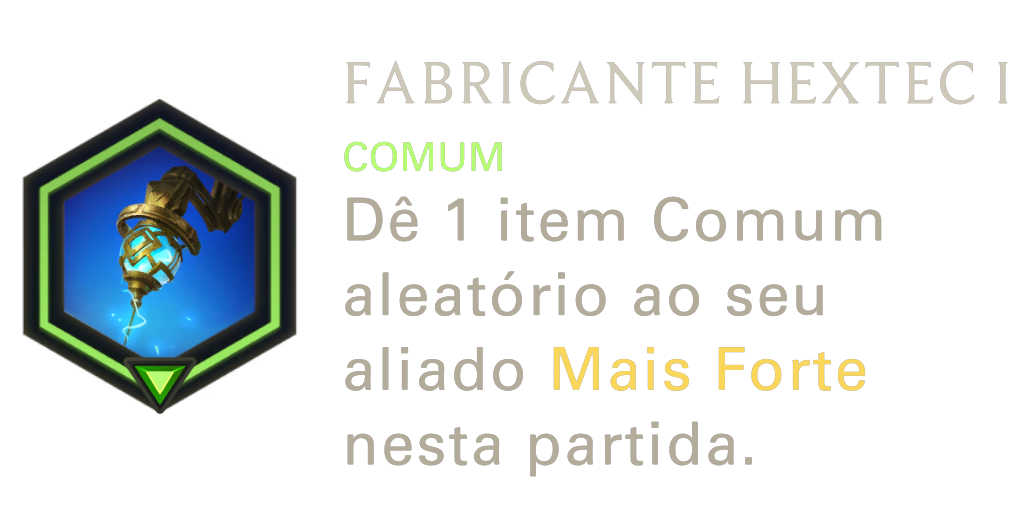 FABRICANTE HEXTEC I
COMUM
Dê 1 item Comum
aleatório ao seu
aliado Mais Forte
nesta partida.